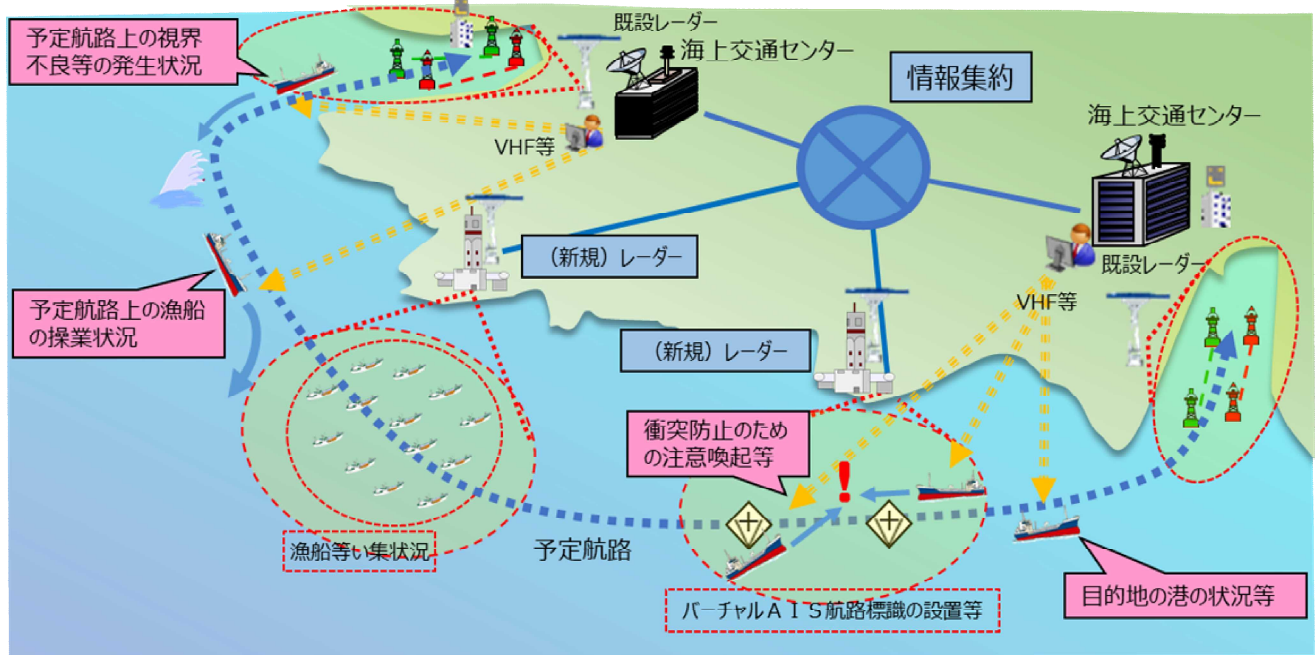 予定航路上の視界
不良等の発生状況
既設レーダー
海上交通センター
情報集約
海上交通センター
VHF等
(新規)レーダー
既設レーダー
VHF等
予定航路上の漁船
の操業状況
(新規)レーダー
衝突防止のため
の注意喚起等
漁船等い集状況
予定航路
バーチャルAIS航路標識の設置等
目的地の港の状況等